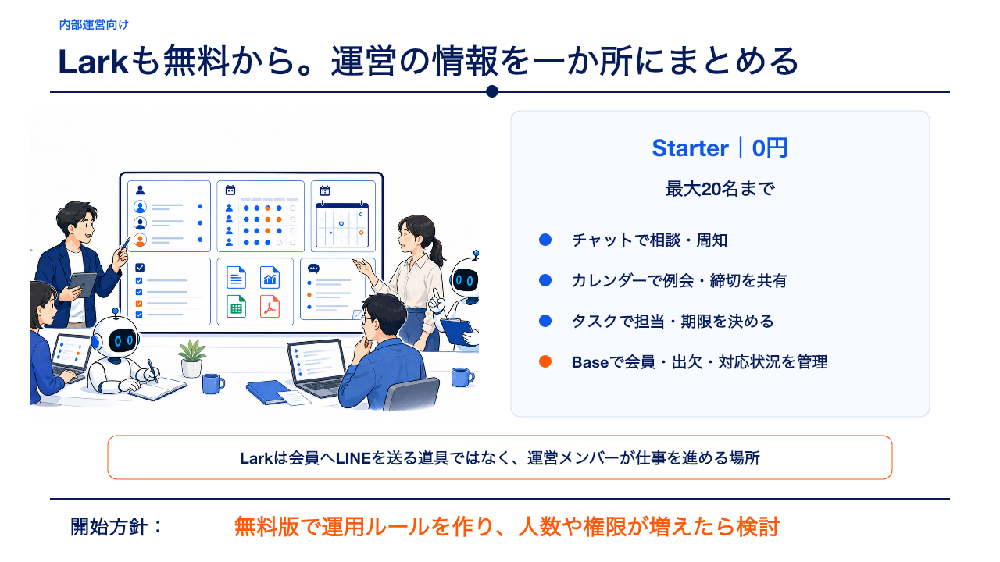 内部運営向け
Larkも無料から。運営の情報を一か所にまとめる
Starter｜0円
最大20名まで
チャットで相談・周知
カレンダーで例会・締切を共有
タスクで担当・期限を決める
Baseで会員・出欠・対応状況を管理
Larkは会員へLINEを送る道具ではなく、運営メンバーが仕事を進める場所
開始方針：
無料版で運用ルールを作り、人数や権限が増えたら検討